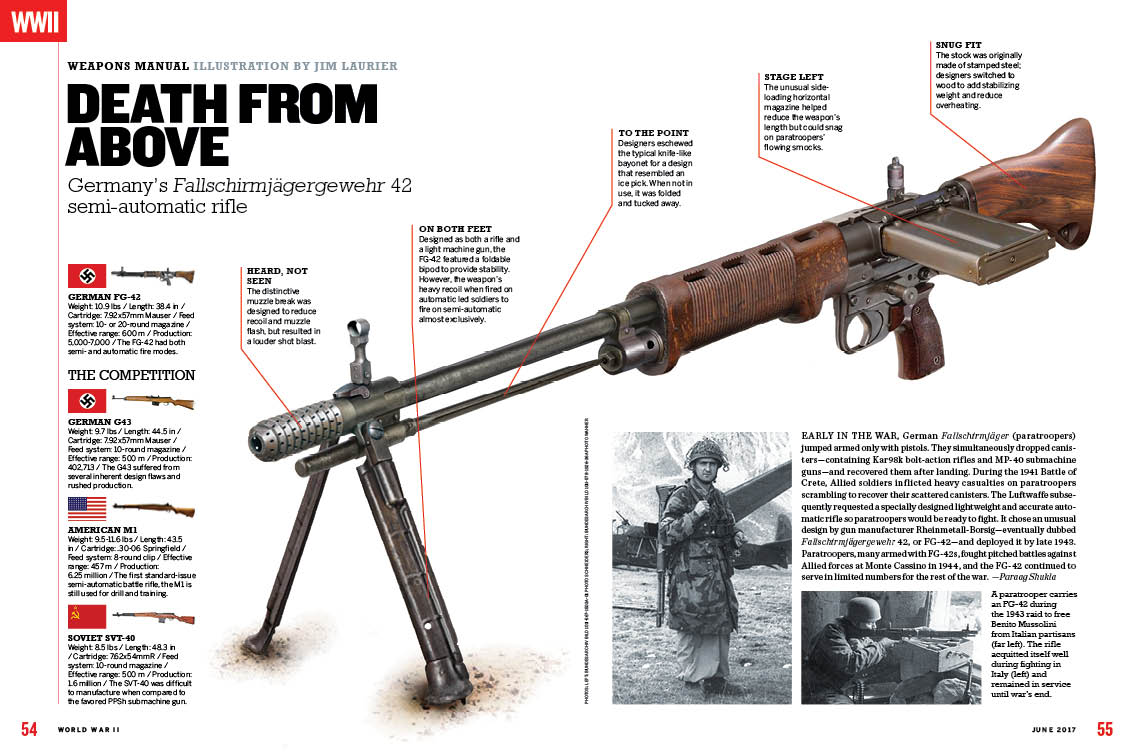 WWII
WEAPONS MANUAL ILLUSTRATION BY JIM LAURIER
DEATH FROM
ABOVE
Germany's Fallschirmjägergewehr 42
semi-automatic rifle
GERMAN FG-42
Weight: 10.9 lbs / Length: 38.4 in /
Cartridge: 7.92x57mm Mauser / Feed
system: 10- or 20-round magazine /
Effective range: 600 m / Production:
5,000-7,000 / The FG-42 had both
semi- and automatic fire modes.
THE COMPETITION
GERMAN G43
Weight: 9.7 lbs / Length: 44.5 in /
Cartridge: 7.92x57mm Mauser /
Feed system: 10-round magazine /
Effective range: 500 m / Production:
402,713 / The G43 suffered from
several inherent design flaws and
rushed production.
AMERICAN M1
Weight: 9.5-11.6 lbs / Length: 43.5
in / Cartridge: .30-06 Springfield /
Feed system: 8-round clip / Effective
range: 457 m / Production:
6.25 million / The first standard-issue
semi-automatic battle rifle, the M1 is
still used for drill and training.
SOVIET SVT-40
Weight: 8.5 lbs / Length: 48.3 in
/ Cartridge: 7.62x54mmR / Feed
system: 10-round magazine /
Effective range: 500 m / Production:
1.6 million / The SVT-40 was difficult
to manufacture when compared to
the favored PPSh submachine gun.
HEARD, NOT
SEEN
The distinctive
muzzle break was
designed to reduce
recoil and muzzle
flash, but resulted in
a louder shot blast.
ON BOTH FEET
Designed as both a rifle and
a light machine gun, the
FG-42 featured a foldable
bipod to provide stability.
However, the weapon's
heavy recoil when fired on
automatic led soldiers to
fire on semi-automatic
almost exclusively.
TO THE POINT
Designers eschewed
the typical knife-like
bayonet for a design
that resembled an
ice pick. When not in
use, it was folded
and tucked away.
STAGE LEFT
The unusual side-
loading horizontal
magazine helped
reduce the weapon's
length but could snag
on paratroopers'
flowing smocks.
SNUG FIT
The stock was originally
made of stamped steel;
designers switched to
wood to add stabilizing
weight and reduce
overheating.
EARLY IN THE WAR, German Fallschirmjäger (paratroopers)
jumped armed only with pistols. They simultaneously dropped canis-
ters—containing Kar98k bolt-action rifles and MP-40 submachine
guns—and recovered them after landing. During the 1941 Battle of
Crete, Allied soldiers inflicted heavy casualties on paratroopers
scrambling to recover their scattered canisters. The Luftwaffe subse-
quently requested a specially designed lightweight and accurate auto-
matic rifle so paratroopers would be ready to fight. It chose an unusual
design by gun manufacturer Rheinmetall-Borsig—eventually dubbed
Fallschirmjägergewehr 42, or FG-42—and deployed it by late 1943.
Paratroopers, many armed with FG-42s, fought pitched battles against
Allied forces at Monte Cassino in 1944, and the FG-42 continued to
serve in limited numbers for the rest of the war. —Paraag Shukla
A paratrooper carries
an FG-42 during
the 1943 raid to free
Benito Mussolini
from Italian partisans
(far left). The rifle
acquitted itself well
during fighting in
Italy (left) and
remained in service
until war's end.
54 WORLD WAR II
JUNE 2017 55